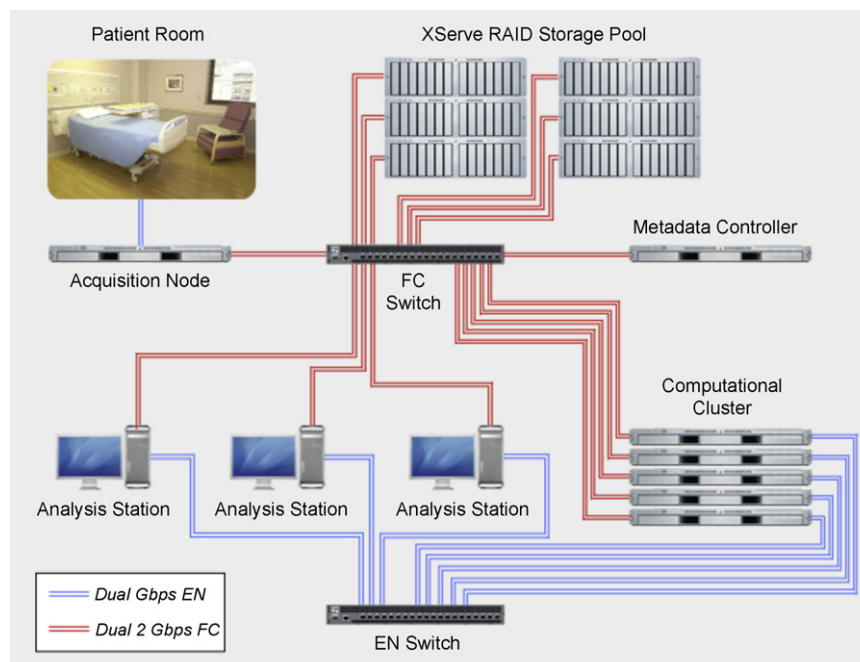 Patient Room
XServe RAID Storage Pool
Metadata Controller
Acquisition Node
FC
Switch
Computational
Cluster
Analysis Station
Analysis Station
Analysis Station
Dual Gbps EN
Dual 2 Gbps FC
EN Switch